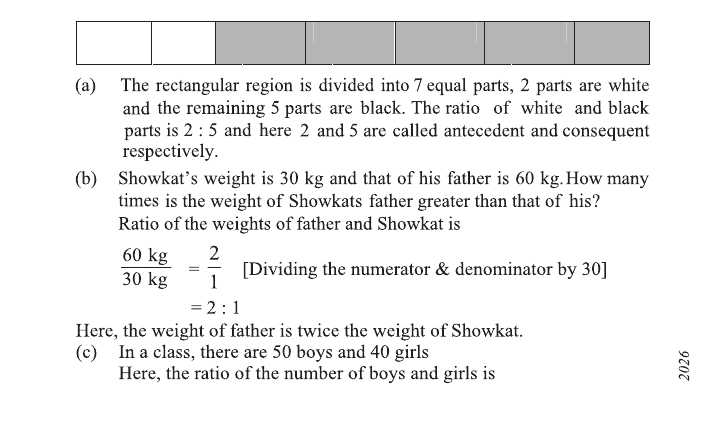 (a) The rectangular region is divided into 7 equal parts, 2 parts are white
and the remaining 5 parts are black. The ratio of white and black
parts is 2 : 5 and here 2 and 5 are called antecedent and consequent
respectively.
(b) Showkat's weight is 30 kg and that of his father is 60 kg. How many
times is the weight of Showkats father greater than that of his?
Ratio of the weights of father and Showkat is
60 kg / 30 kg = 2 / 1 [Dividing the numerator & denominator by 30]
= 2 : 1
Here, the weight of father is twice the weight of Showkat.
(c) In a class, there are 50 boys and 40 girls
Here, the ratio of the number of boys and girls is
2026